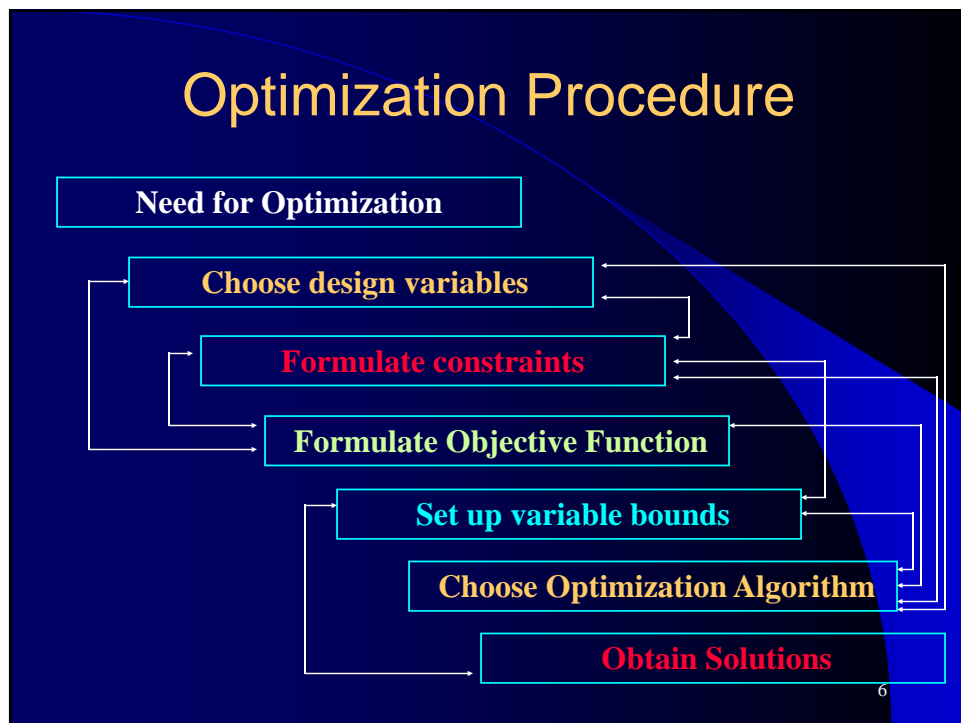 Optimization Procedure
Need for Optimization
Choose design variables
Formulate constraints
Formulate Objective Function
Set up variable bounds
Choose Optimization Algorithm
Obtain Solutions
6